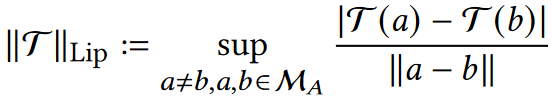 ‖𝒯‖_Lip := sup_{a≠b,a,b∈ℳ_A} |𝒯(a) − 𝒯(b)| / ‖a − b‖